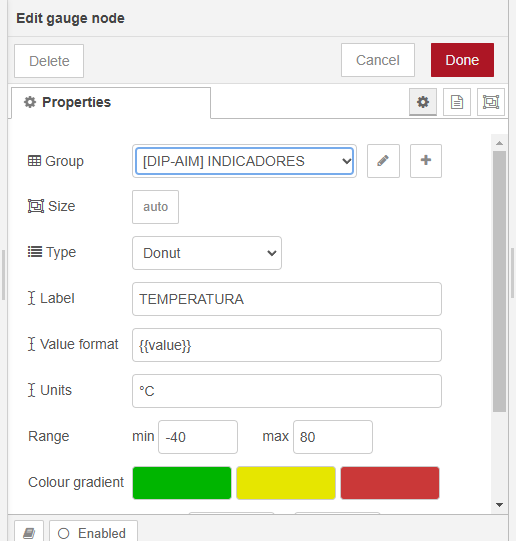 Edit gauge node
Delete Cancel Done
Properties
Group [DIP-AIM] INDICADORES
Size auto
Type Donut
Label TEMPERATURA
Value format {{value}}
Units °C
Range min -40 max 80
Colour gradient
Enabled